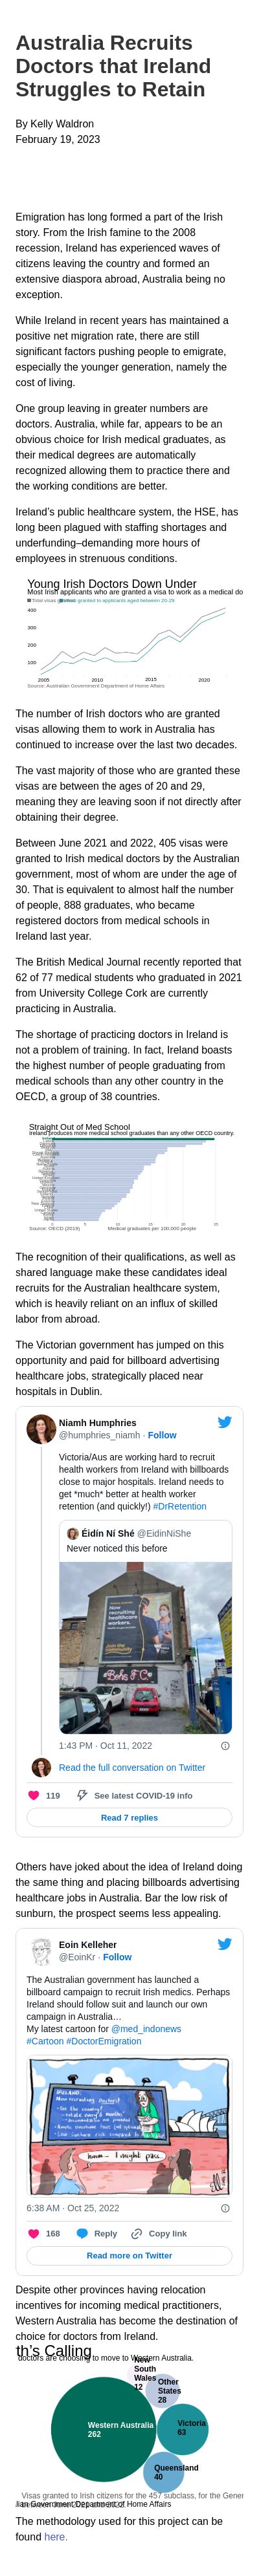 Australia Recruits
Doctors that Ireland
Struggles to Retain
By Kelly Waldron
February 19, 2023
Emigration has long formed a part of the Irish
story. From the Irish famine to the 2008
recession, Ireland has experienced waves of
citizens leaving the country and formed an
extensive diaspora abroad, Australia being no
exception.
While Ireland in recent years has maintained a
positive net migration rate, there are still
significant factors pushing people to emigrate,
especially the younger generation, namely the
cost of living.
One group leaving in greater numbers are
doctors. Australia, while far, appears to be an
obvious choice for Irish medical graduates, as
their medical degrees are automatically
recognized allowing them to practice there and
the working conditions are better.
Ireland's public healthcare system, the HSE, has
long been plagued with staffing shortages and
underfunding–demanding more hours of
employees in strenuous conditions.
Young Irish Doctors Down Under
Most Irish applicants who are granted a visa to work as a medical do
Total visas granted to applicants aged between 20-29
400
300
200
100
2005 2010 2015 2020
Source: Australian Government Department of Home Affairs
The number of Irish doctors who are granted
visas allowing them to work in Australia has
continued to increase over the last two decades.
The vast majority of those who are granted these
visas are between the ages of 20 and 29,
meaning they are leaving soon if not directly after
obtaining their degree.
Between June 2021 and 2022, 405 visas were
granted to Irish medical doctors by the Australian
government, most of whom are under the age of
30. That is equivalent to almost half the number
of people, 888 graduates, who became
registered doctors from medical schools in
Ireland last year.
The British Medical Journal recently reported that
62 of 77 medical students who graduated in 2021
from University College Cork are currently
practicing in Australia.
The shortage of practicing doctors in Ireland is
not a problem of training. In fact, Ireland boasts
the highest number of people graduating from
medical schools than any other country in the
OECD, a group of 38 countries.
Straight Out of Med School
Ireland produces more medical school graduates than any other OECD country.
0 5 10 15 20 25
Source: OECD (2019) Medical graduates per 100,000 people
The recognition of their qualifications, as well as
shared language make these candidates ideal
recruits for the Australian healthcare system,
which is heavily reliant on an influx of skilled
labor from abroad.
The Victorian government has jumped on this
opportunity and paid for billboard advertising
healthcare jobs, strategically placed near
hospitals in Dublin.
Niamh Humphries
@humphries_niamh · Follow
Victoria/Aus are working hard to recruit
health workers from Ireland with billboards
close to major hospitals. Ireland needs to
get *much* better at health worker
retention (and quickly!) #DrRetention
Éidín Ní Shé @EidinNiShe
Never noticed this before
Now
recruiting
healthcare
workers.
Join the
Bohs F.C.
1:43 PM · Oct 11, 2022
Read the full conversation on Twitter
119 See latest COVID-19 info
Read 7 replies
Others have joked about the idea of Ireland doing
the same thing and placing billboards advertising
healthcare jobs in Australia. Bar the low risk of
sunburn, the prospect seems less appealing.
Eoin Kelleher
@EoinKr · Follow
The Australian government has launched a
billboard campaign to recruit Irish medics. Perhaps
Ireland should follow suit and launch our own
campaign in Australia…
My latest cartoon for @med_indonews
#Cartoon #DoctorEmigration
IRELAND:
Now recruiting doctors!
hmm - I might pass
6:38 AM · Oct 25, 2022
168 Reply Copy link
Read more on Twitter
Despite other provinces having relocation
incentives for incoming medical practitioners,
Western Australia has become the destination of
choice for doctors from Ireland.
th's Calling
doctors are choosing to move to Western Australia.
New
South
Wales
12
Other
States
28
Western Australia
262
Victoria
63
Queensland
40
Visas granted to Irish citizens for the 457 subclass, for the Gener
lian Government Department of Home Affairs
The methodology used for this project can be
found here.